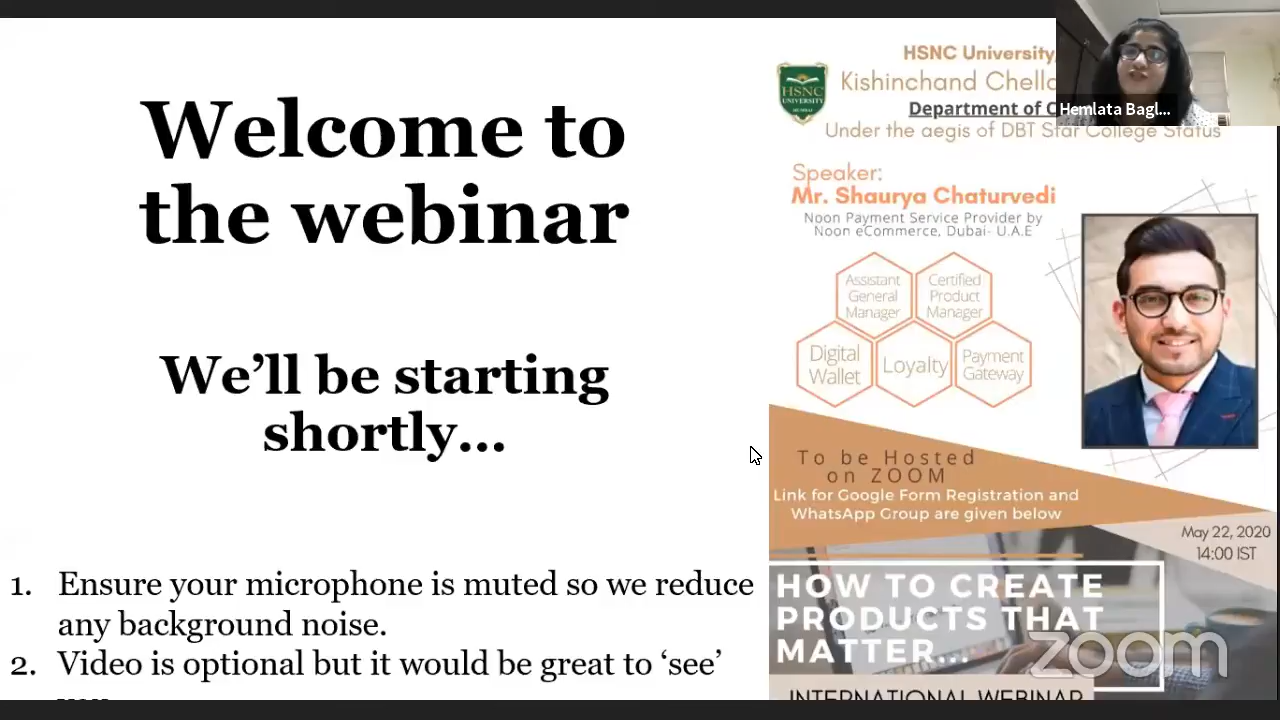 Welcome to
the webinar
We’ll be starting
shortly...
1. Ensure your microphone is muted so we reduce
any background noise.
2. Video is optional but it would be great to ‘see’
HSNC University,
Kishinchand
Department of
Under the aegis of DBT Star College Status
HSNC
UNIVERSITY
Hemlata Bagl...
Speaker:
Mr. Shaurya Chaturvedi
Noon Payment Service Provider by
Noon eCommerce, Dubai- U.A.E
Assistant
General
Manager
Certified
Product
Manager
Digital
Wallet
Loyalty
Payment
Gateway
To be Hosted
on ZOOM
Link for Google Form Registration and
WhatsApp Group are given below
May 22, 2020
14:00 IST
HOW TO CREATE
PRODUCTS THAT
MATTER...
zoom
INTERNATIONAL WEBINAR